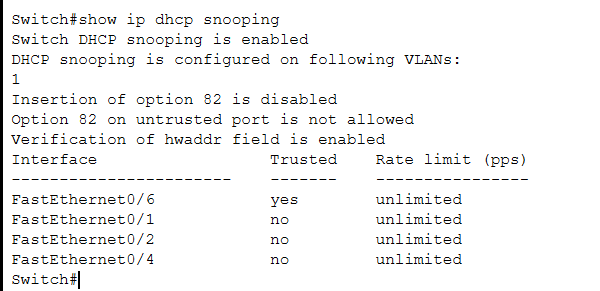 Switch#show ip dhcp snooping
Switch DHCP snooping is enabled
DHCP snooping is configured on following VLANs:
1
Insertion of option 82 is disabled
Option 82 on untrusted port is not allowed
Verification of hwaddr field is enabled
Interface                Trusted    Rate limit (pps)
-----------------------  -------    ----------------
FastEthernet0/6          yes        unlimited
FastEthernet0/1          no         unlimited
FastEthernet0/2          no         unlimited
FastEthernet0/4          no         unlimited
Switch#